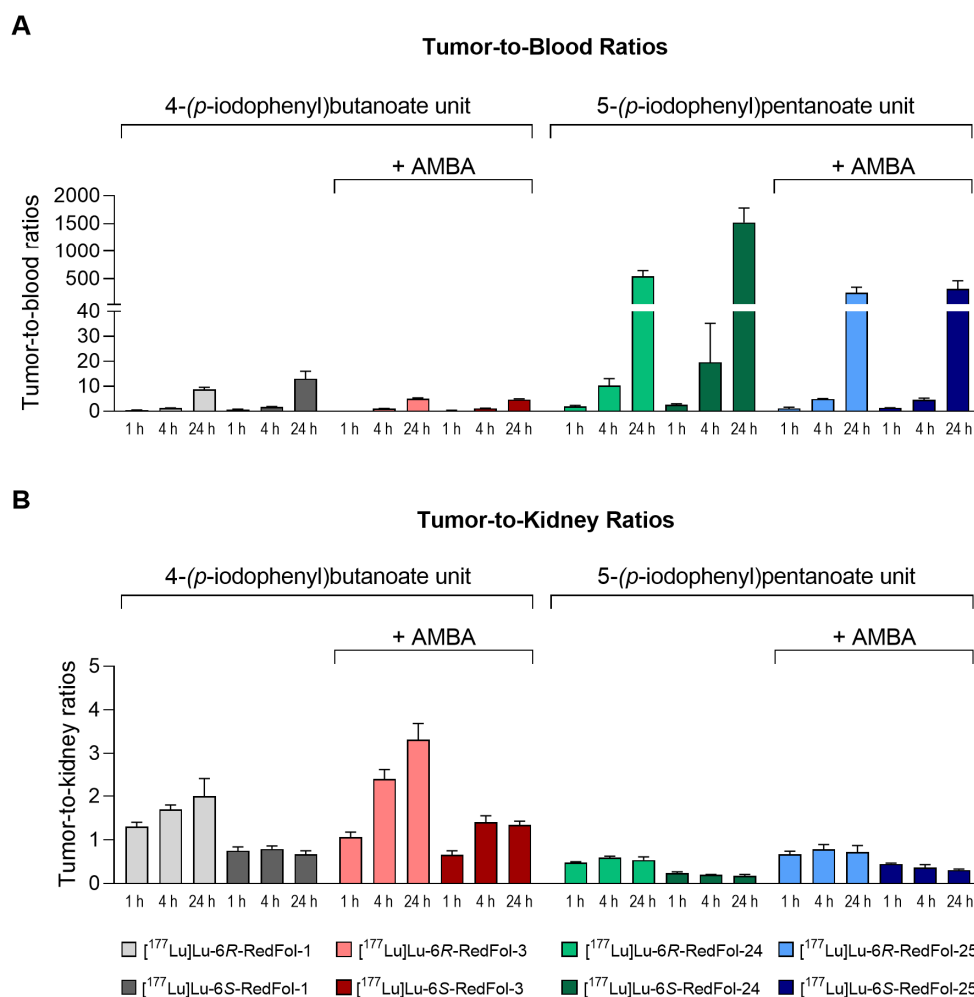 A
Tumor-to-Blood Ratios
4-(p-iodophenyl)butanoate unit 5-(p-iodophenyl)pentanoate unit
+ AMBA + AMBA
Tumor-to-blood ratios
2000
1500
1000
500
40
30
20
10
0
1 h 4 h 24 h 1 h 4 h 24 h 1 h 4 h 24 h 1 h 4 h 24 h 1 h 4 h 24 h 1 h 4 h 24 h 1 h 4 h 24 h 1 h 4 h 24 h
B
Tumor-to-Kidney Ratios
4-(p-iodophenyl)butanoate unit 5-(p-iodophenyl)pentanoate unit
+ AMBA + AMBA
Tumor-to-kidney ratios
5
4
3
2
1
0
1 h 4 h 24 h 1 h 4 h 24 h 1 h 4 h 24 h 1 h 4 h 24 h 1 h 4 h 24 h 1 h 4 h 24 h 1 h 4 h 24 h 1 h 4 h 24 h
[¹⁷⁷Lu]Lu-6R-RedFol-1 [¹⁷⁷Lu]Lu-6R-RedFol-3 [¹⁷⁷Lu]Lu-6R-RedFol-24 [¹⁷⁷Lu]Lu-6R-RedFol-25
[¹⁷⁷Lu]Lu-6S-RedFol-1 [¹⁷⁷Lu]Lu-6S-RedFol-3 [¹⁷⁷Lu]Lu-6S-RedFol-24 [¹⁷⁷Lu]Lu-6S-RedFol-25